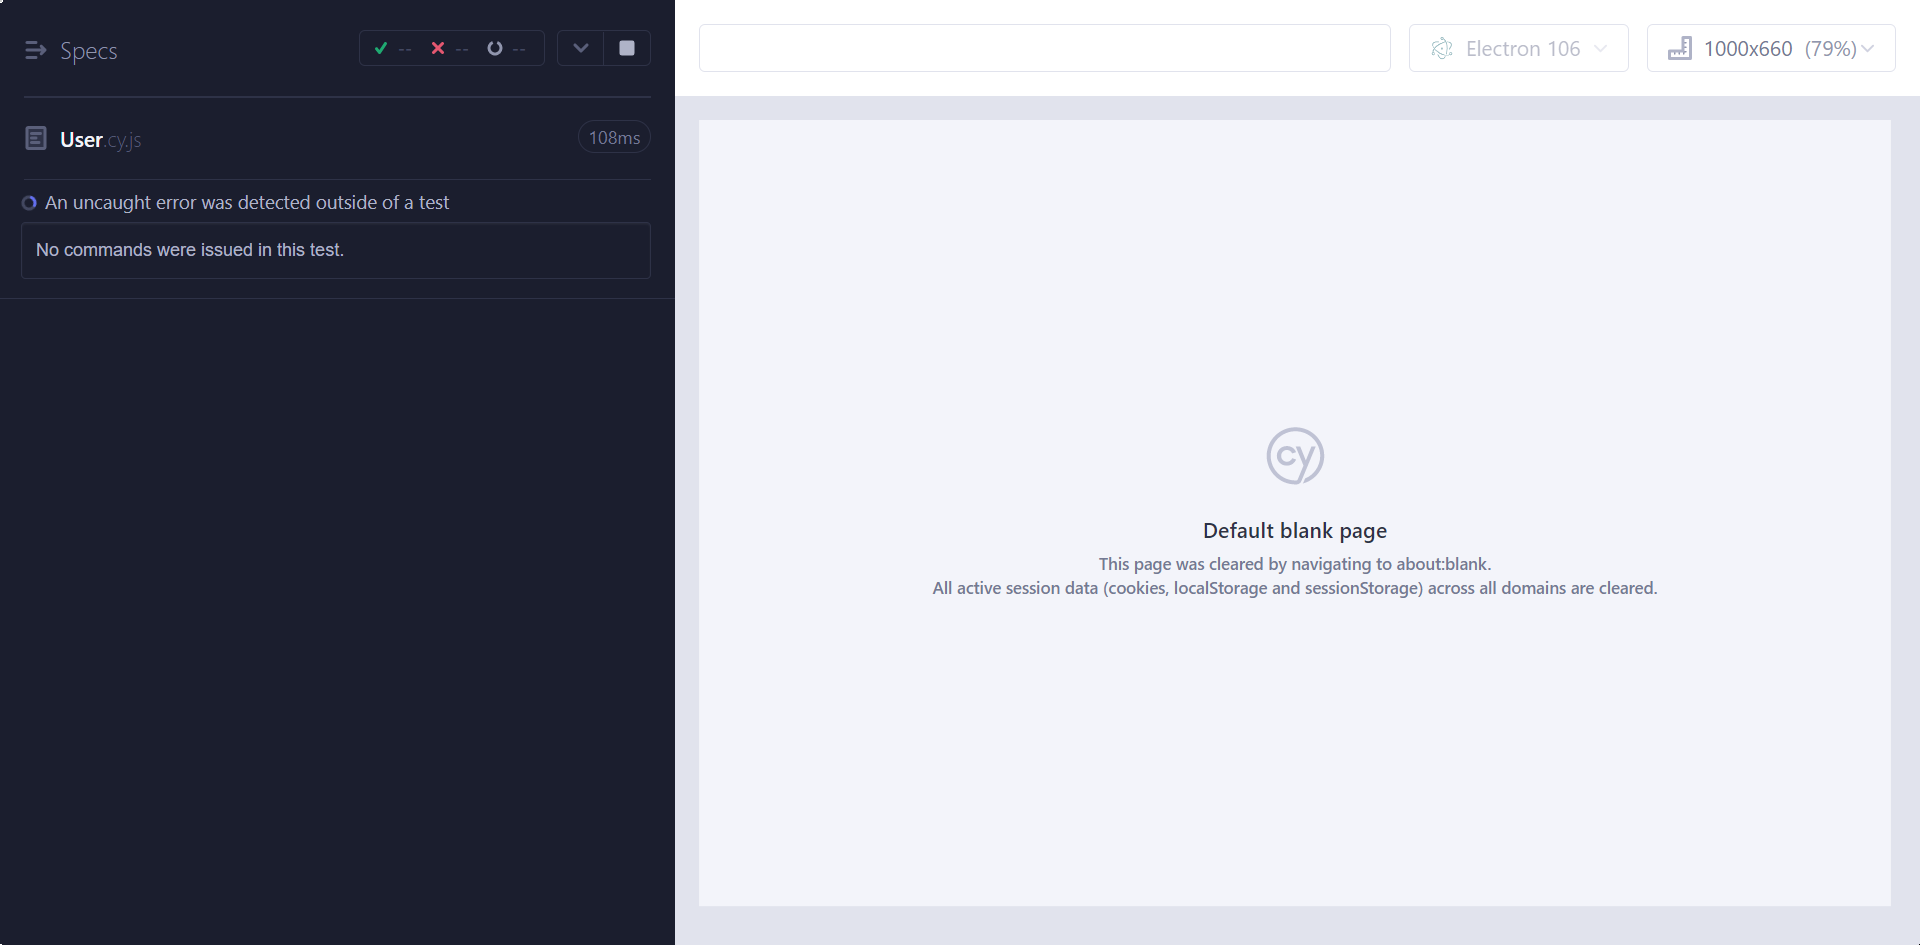 Specs
--
--
--
User.cy.js
108ms
An uncaught error was detected outside of a test
No commands were issued in this test.
Electron 106
1000x660 (79%)
cy
Default blank page
This page was cleared by navigating to about:blank.
All active session data (cookies, localStorage and sessionStorage) across all domains are cleared.